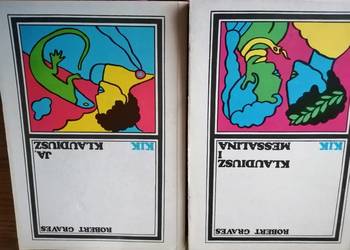 ROBERT GRAVES
JA
KLAUDIUSZ
KIK
ROBERT GRAVES
KLAUDIUSZ
I
MESSALINA
KIK